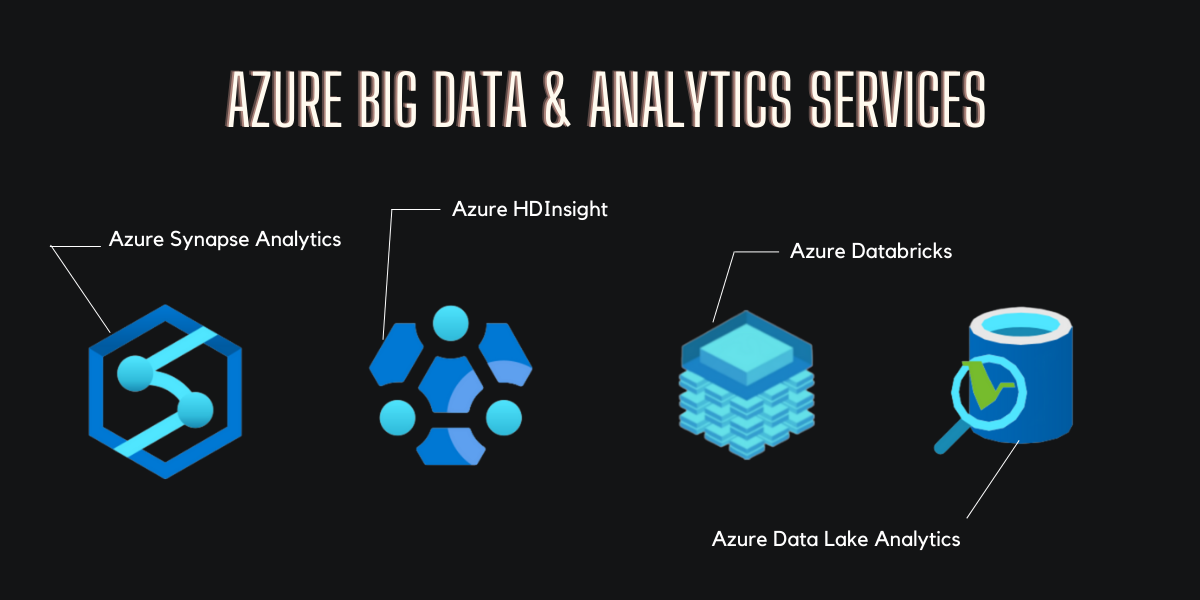 AZURE BIG DATA & ANALYTICS SERVICES
Azure Synapse Analytics
Azure HDInsight
Azure Databricks
Azure Data Lake Analytics